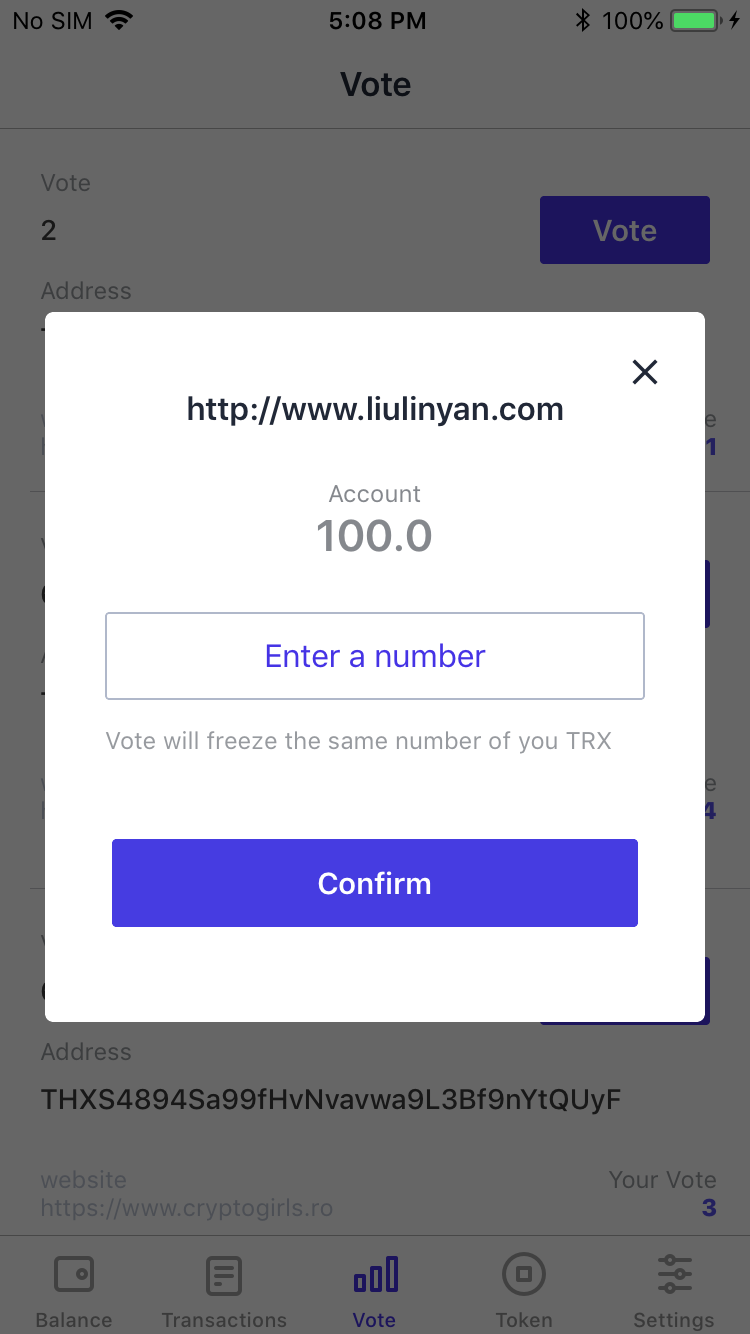 No SIM 5:08 PM 100%
Vote
Vote
2
Vote
Address
http://www.liulinyan.com
1
Account
100.0
Enter a number
Vote will freeze the same number of you TRX
4
Confirm
Address
THXS4894Sa99fHvNvavwa9L3Bf9nYtQUyF
website Your Vote
https://www.cryptogirls.ro 3
Balance Transactions Vote Token Settings